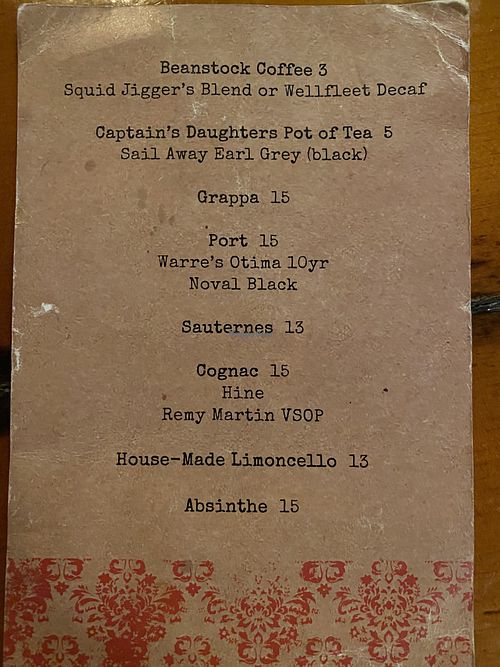 Beanstock Coffee 3
Squid Jigger's Blend or Wellfleet Decaf
Captain's Daughters Pot of Tea 5
Sail Away Earl Grey (black)
Grappa 15
Port 15
Warre's Otima 10yr
Noval Black
Sauternes 13
Cognac 15
Hine
Remy Martin VSOP
House-Made Limoncello 13
Absinthe 15